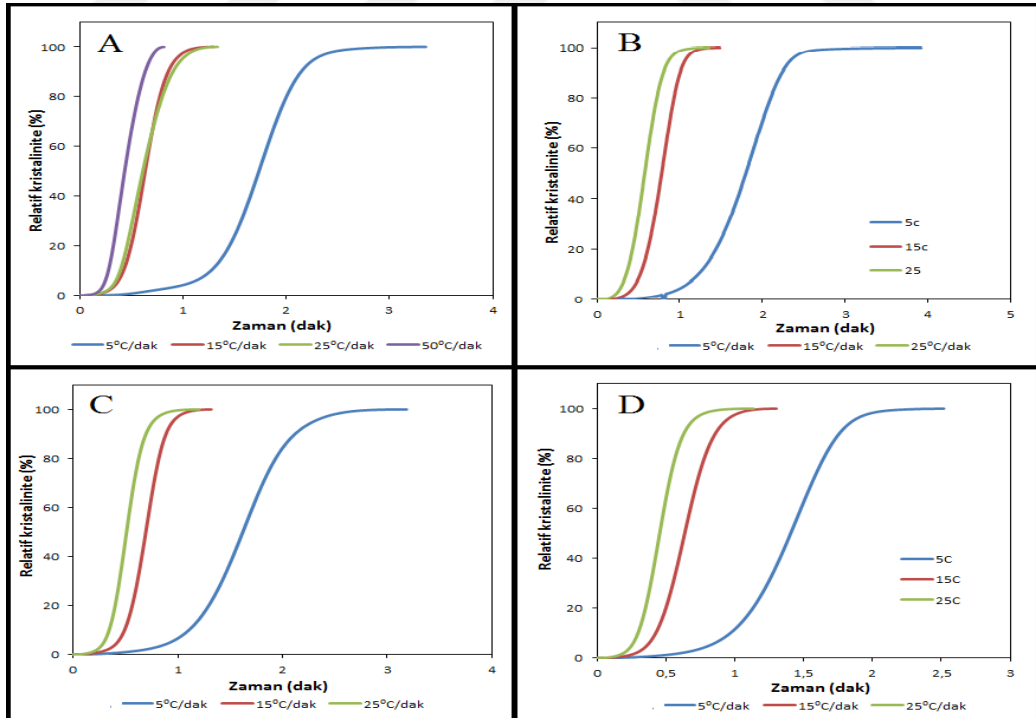 A
Relatif kristalinite (%)
100
80
60
40
20
0
0 1 2 3 4
Zaman (dak)
5°C/dak 15°C/dak 25°C/dak 50°C/dak
B
Relatif kristalinite (%)
100
80
60
40
20
0
5c
15c
25
0 1 2 3 4 5
Zaman (dak)
5°C/dak 15°C/dak 25°C/dak
C
Relatif kristalinite (%)
100
80
60
40
20
0
0 1 2 3 4
Zaman (dak)
5°C/dak 15°C/dak 25°C/dak
D
Relatif kristalinite (%)
100
80
60
40
20
0
5C
15C
25C
0 0,5 1 1,5 2 2,5 3
Zaman (dak)
5°C/dak 15°C/dak 25°C/dak